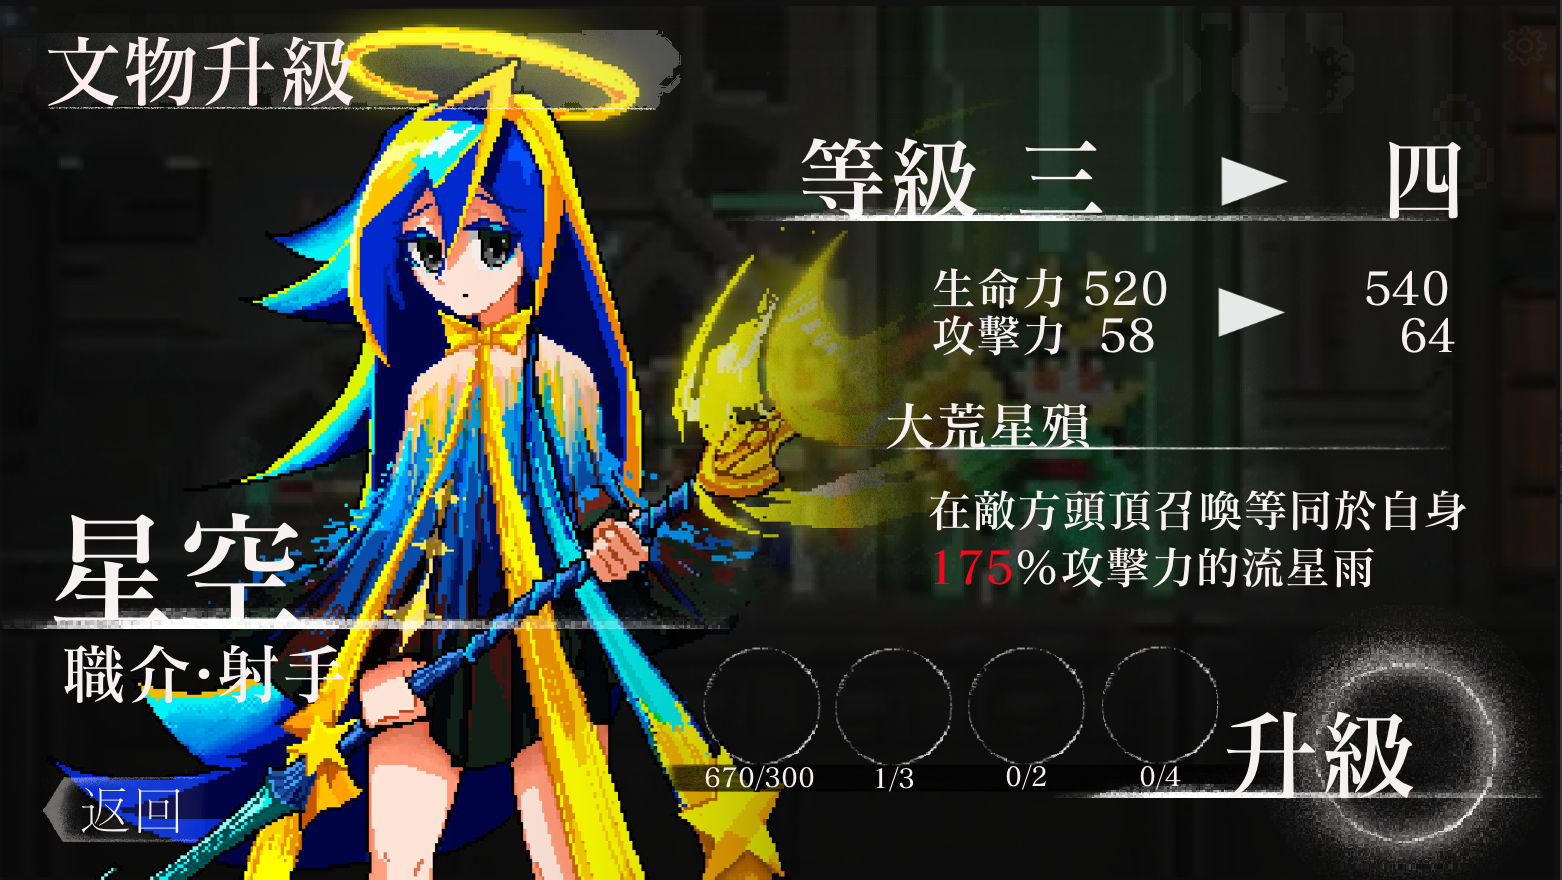 文物升級
等級 三 ▶ 四
生命力 520 540
攻擊力 58 64
大荒星殞
在敵方頭頂召喚等同於自身
175%攻擊力的流星雨
星空
職介·射手
670/300 1/3 0/2 0/4
升級
返回